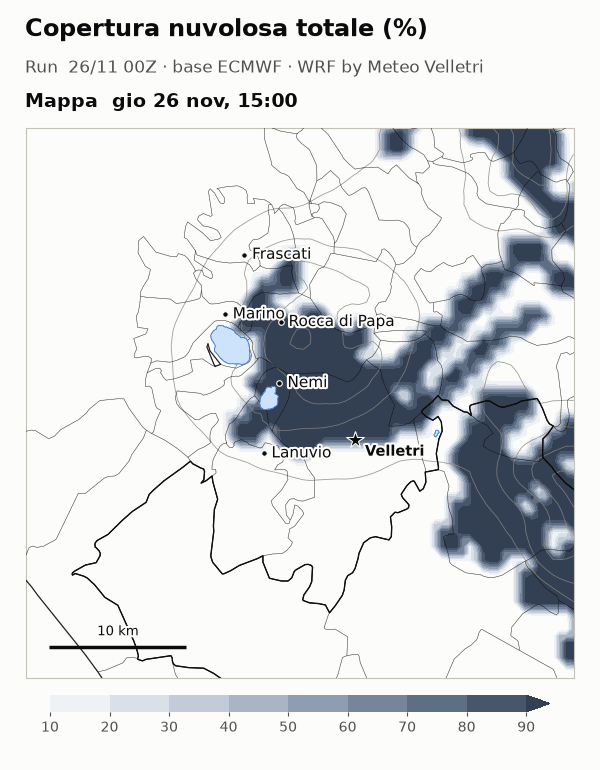 Copertura nuvolosa totale (%)
Run  26/11 00Z · base ECMWF · WRF by Meteo Velletri
Mappa  gio 26 nov, 15:00
Frascati
Marino
Rocca di Papa
Nemi
Velletri
Lanuvio
10 km
10 20 30 40 50 60 70 80 90